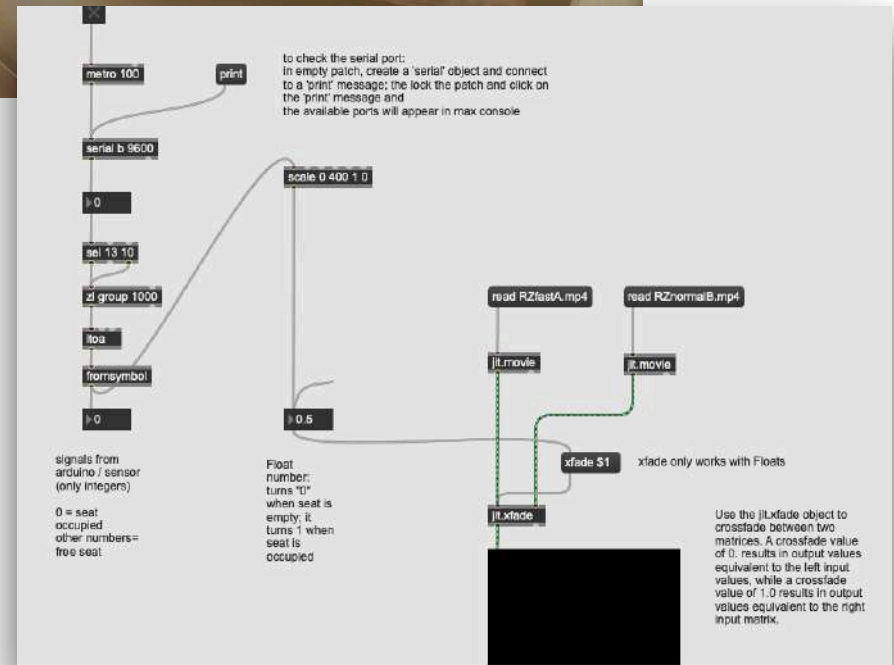 metro 100
print
to check the serial port:
in empty patch, create a 'serial' object and connect
to a 'print' message; the lock the patch and click on
the 'print' message and
the available ports will appear in max console
serial b 9600
0
scale 0 400 1 0
sel 13 10
zl group 1000
itoa
fromsymbol
0
signals from
arduino / sensor
(only integers)
0 = seat
occupied
other numbers=
free seat
0.5
Float
number:
turns "0"
when seat is
empty; it
turns 1 when
seat is
occupied
read RZfastA.mp4
read RZnormalB.mp4
jit.movie
jit.movie
xfade $1
xfade only works with Floats
jit.xfade
Use the jit.xfade object to
crossfade between two
matrices. A crossfade value
of 0. results in output values
equivalent to the left input
values, while a crossfade
value of 1.0 results in output
values equivalent to the right
input matrix.